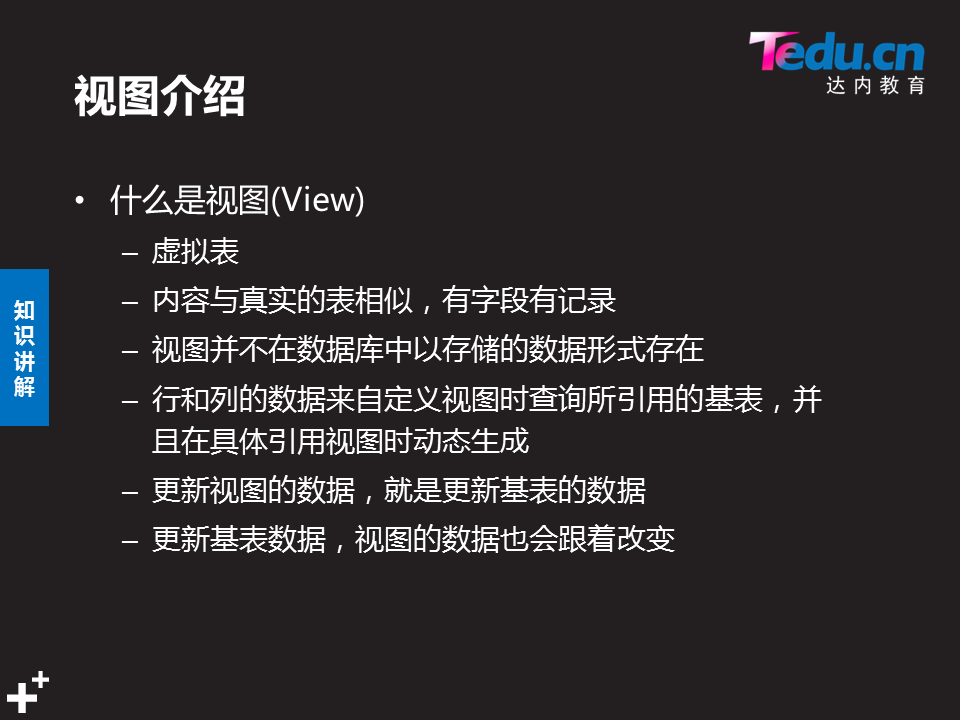 Tedu.cn
达内教育
视图介绍
• 什么是视图(View)
– 虚拟表
– 内容与真实的表相似，有字段有记录
– 视图并不在数据库中以存储的数据形式存在
– 行和列的数据来自定义视图时查询所引用的基表，并
且在具体引用视图时动态生成
– 更新视图的数据，就是更新基表的数据
– 更新基表数据，视图的数据也会跟着改变
知
识
讲
解